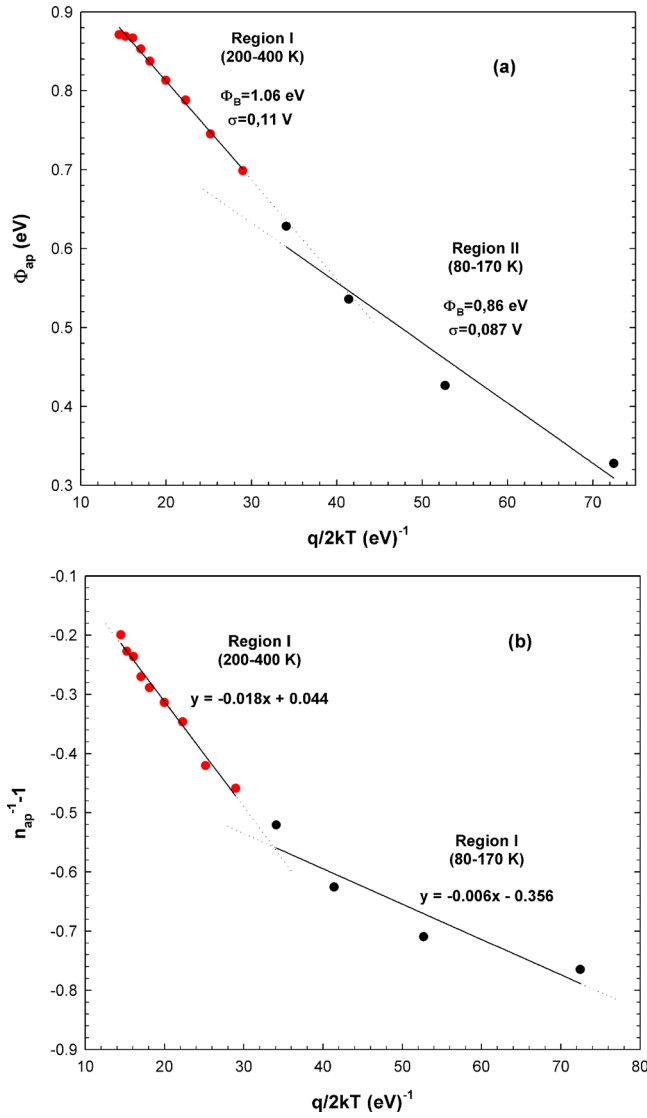 0.9
0.8
0.7
0.6
0.5
0.4
0.3
Φap (eV)
Region I
(200-400 K)
ΦB=1.06 eV
σ=0,11 V
(a)
Region II
(80-170 K)
ΦB=0,86 eV
σ=0,087 V
10 20 30 40 50 60 70
q/2kT (eV)-1
-0.1
-0.2
-0.3
-0.4
-0.5
-0.6
-0.7
-0.8
-0.9
nap-1-1
Region I
(200-400 K)
y = -0.018x + 0.044
(b)
Region I
(80-170 K)
y = -0.006x - 0.356
10 20 30 40 50 60 70 80
q/2kT (eV)-1